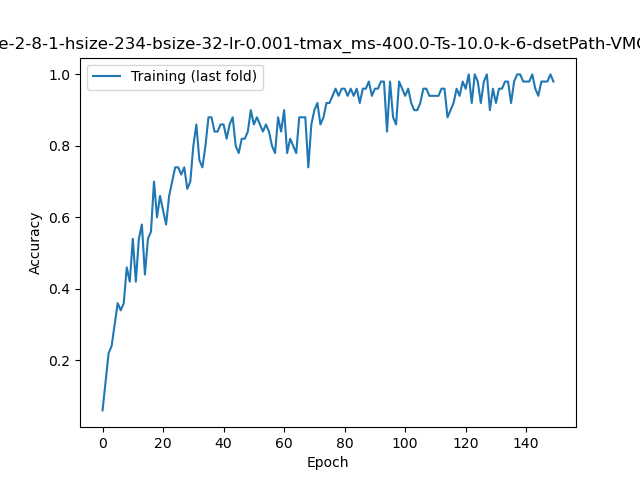 e-2-8-1-hsize-234-bsize-32-lr-0.001-tmax_ms-400.0-Ts-10.0-k-6-dsetPath-VMC
Training (last fold)
1.0
0.8
0.6
0.4
0.2
Accuracy
0 20 40 60 80 100 120 140
Epoch